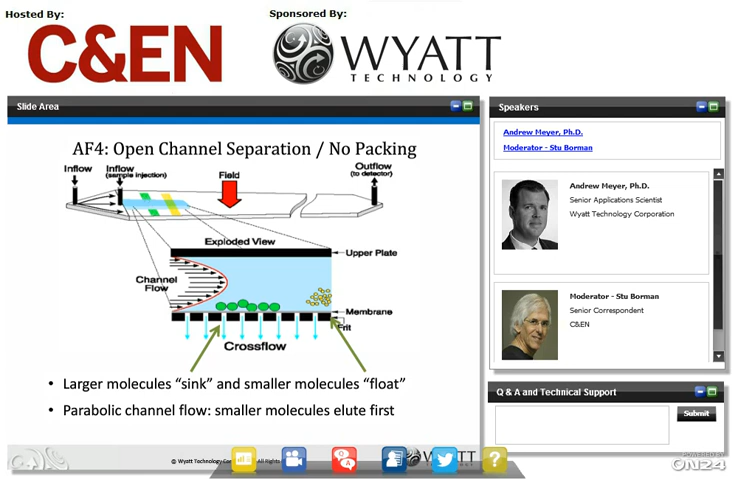 Hosted By:
Sponsored By:
C&EN
WYATT
TECHNOLOGY
Slide Area
AF4: Open Channel Separation / No Packing
Inflow
Inflow
(sample injection)
Field
Outflow
(to detector)
Exploded View
Upper Plate
Channel
Flow
Membrane
Frit
Crossflow
• Larger molecules “sink” and smaller molecules “float”
• Parabolic channel flow: smaller molecules elute first
© Wyatt Technology All Rights
WYATT
Q
A
?
Speakers
Andrew Meyer, Ph.D.
Moderator - Stu Borman
Andrew Meyer, Ph.D.
Senior Applications Scientist
Wyatt Technology Corporation
Moderator - Stu Borman
Senior Correspondent
C&EN
Q & A and Technical Support
Submit
POWERED BY
ON24